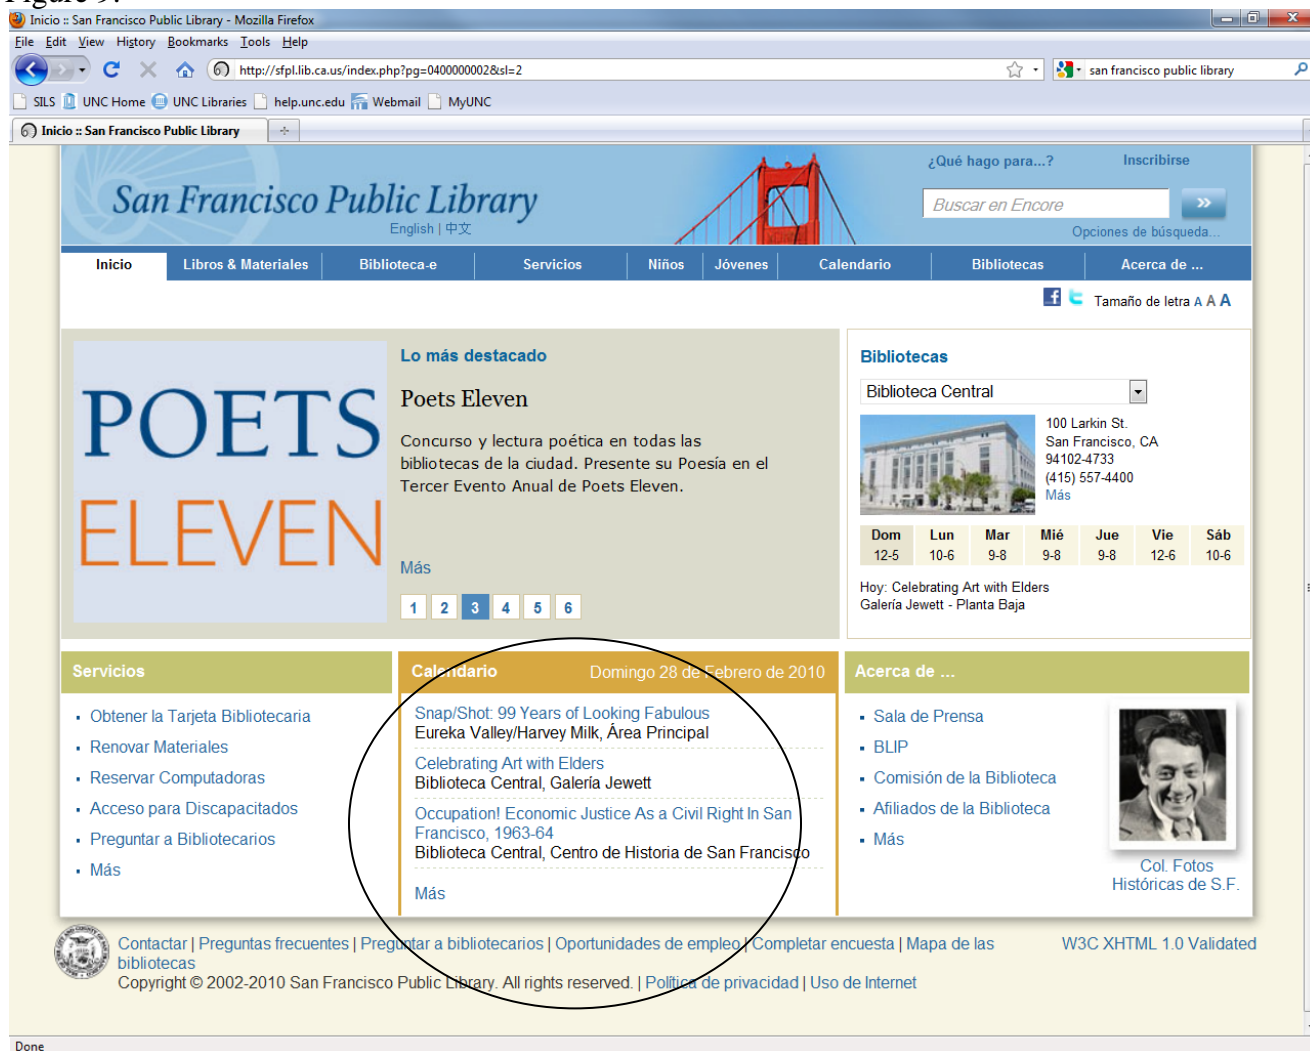 Figure 9.
Inicio :: San Francisco Public Library - Mozilla Firefox
File Edit View History Bookmarks Tools Help
http://sfpl.lib.ca.us/index.php?pg=0400000002&sl=2
san francisco public library
SILS UNC Home UNC Libraries help.unc.edu Webmail MyUNC
Inicio :: San Francisco Public Library
¿Qué hago para...? Inscribirse
San Francisco Public Library
English | 中文
Buscar en Encore »
Opciones de búsqueda...
Inicio Libros & Materiales Biblioteca-e Servicios Niños Jóvenes Calendario Bibliotecas Acerca de ...
Tamaño de letra A A A
POETS
ELEVEN
Lo más destacado
Poets Eleven
Concurso y lectura poética en todas las
bibliotecas de la ciudad. Presente su Poesía en el
Tercer Evento Anual de Poets Eleven.
Más
1 2 3 4 5 6
Bibliotecas
Biblioteca Central
100 Larkin St.
San Francisco, CA
94102-4733
(415) 557-4400
Más
Dom Lun Mar Mié Jue Vie Sáb
12-5 10-6 9-8 9-8 9-8 12-6 10-6
Hoy: Celebrating Art with Elders
Galería Jewett - Planta Baja
Servicios
Obtener la Tarjeta Bibliotecaria
Renovar Materiales
Reservar Computadoras
Acceso para Discapacitados
Preguntar a Bibliotecarios
Más
Calendario Domingo 28 de Febrero de 2010
Snap/Shot: 99 Years of Looking Fabulous
Eureka Valley/Harvey Milk, Área Principal
Celebrating Art with Elders
Biblioteca Central, Galería Jewett
Occupation! Economic Justice As a Civil Right In San
Francisco, 1963-64
Biblioteca Central, Centro de Historia de San Francisco
Más
Acerca de ...
Sala de Prensa
BLIP
Comisión de la Biblioteca
Afiliados de la Biblioteca
Más
Col. Fotos
Históricas de S.F.
Contactar | Preguntas frecuentes | Preguntar a bibliotecarios | Oportunidades de empleo | Completar encuesta | Mapa de las
bibliotecas
W3C XHTML 1.0 Validated
Copyright © 2002-2010 San Francisco Public Library. All rights reserved. | Política de privacidad | Uso de Internet
Done